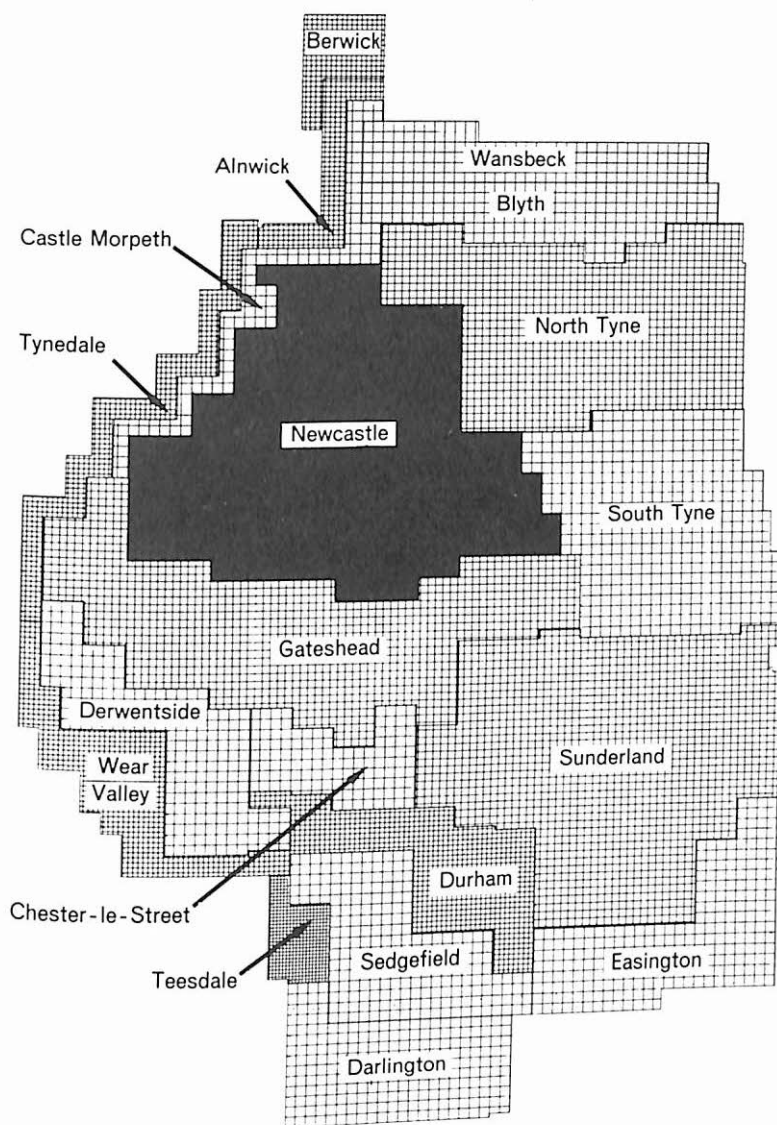 Berwick
Wansbeck
Alnwick
Blyth
Castle Morpeth
North Tyne
Tynedale
Newcastle
South Tyne
Gateshead
Derwentside
Sunderland
Wear
Valley
Durham
Chester-le-Street
Teesdale
Sedgefield
Easington
Darlington